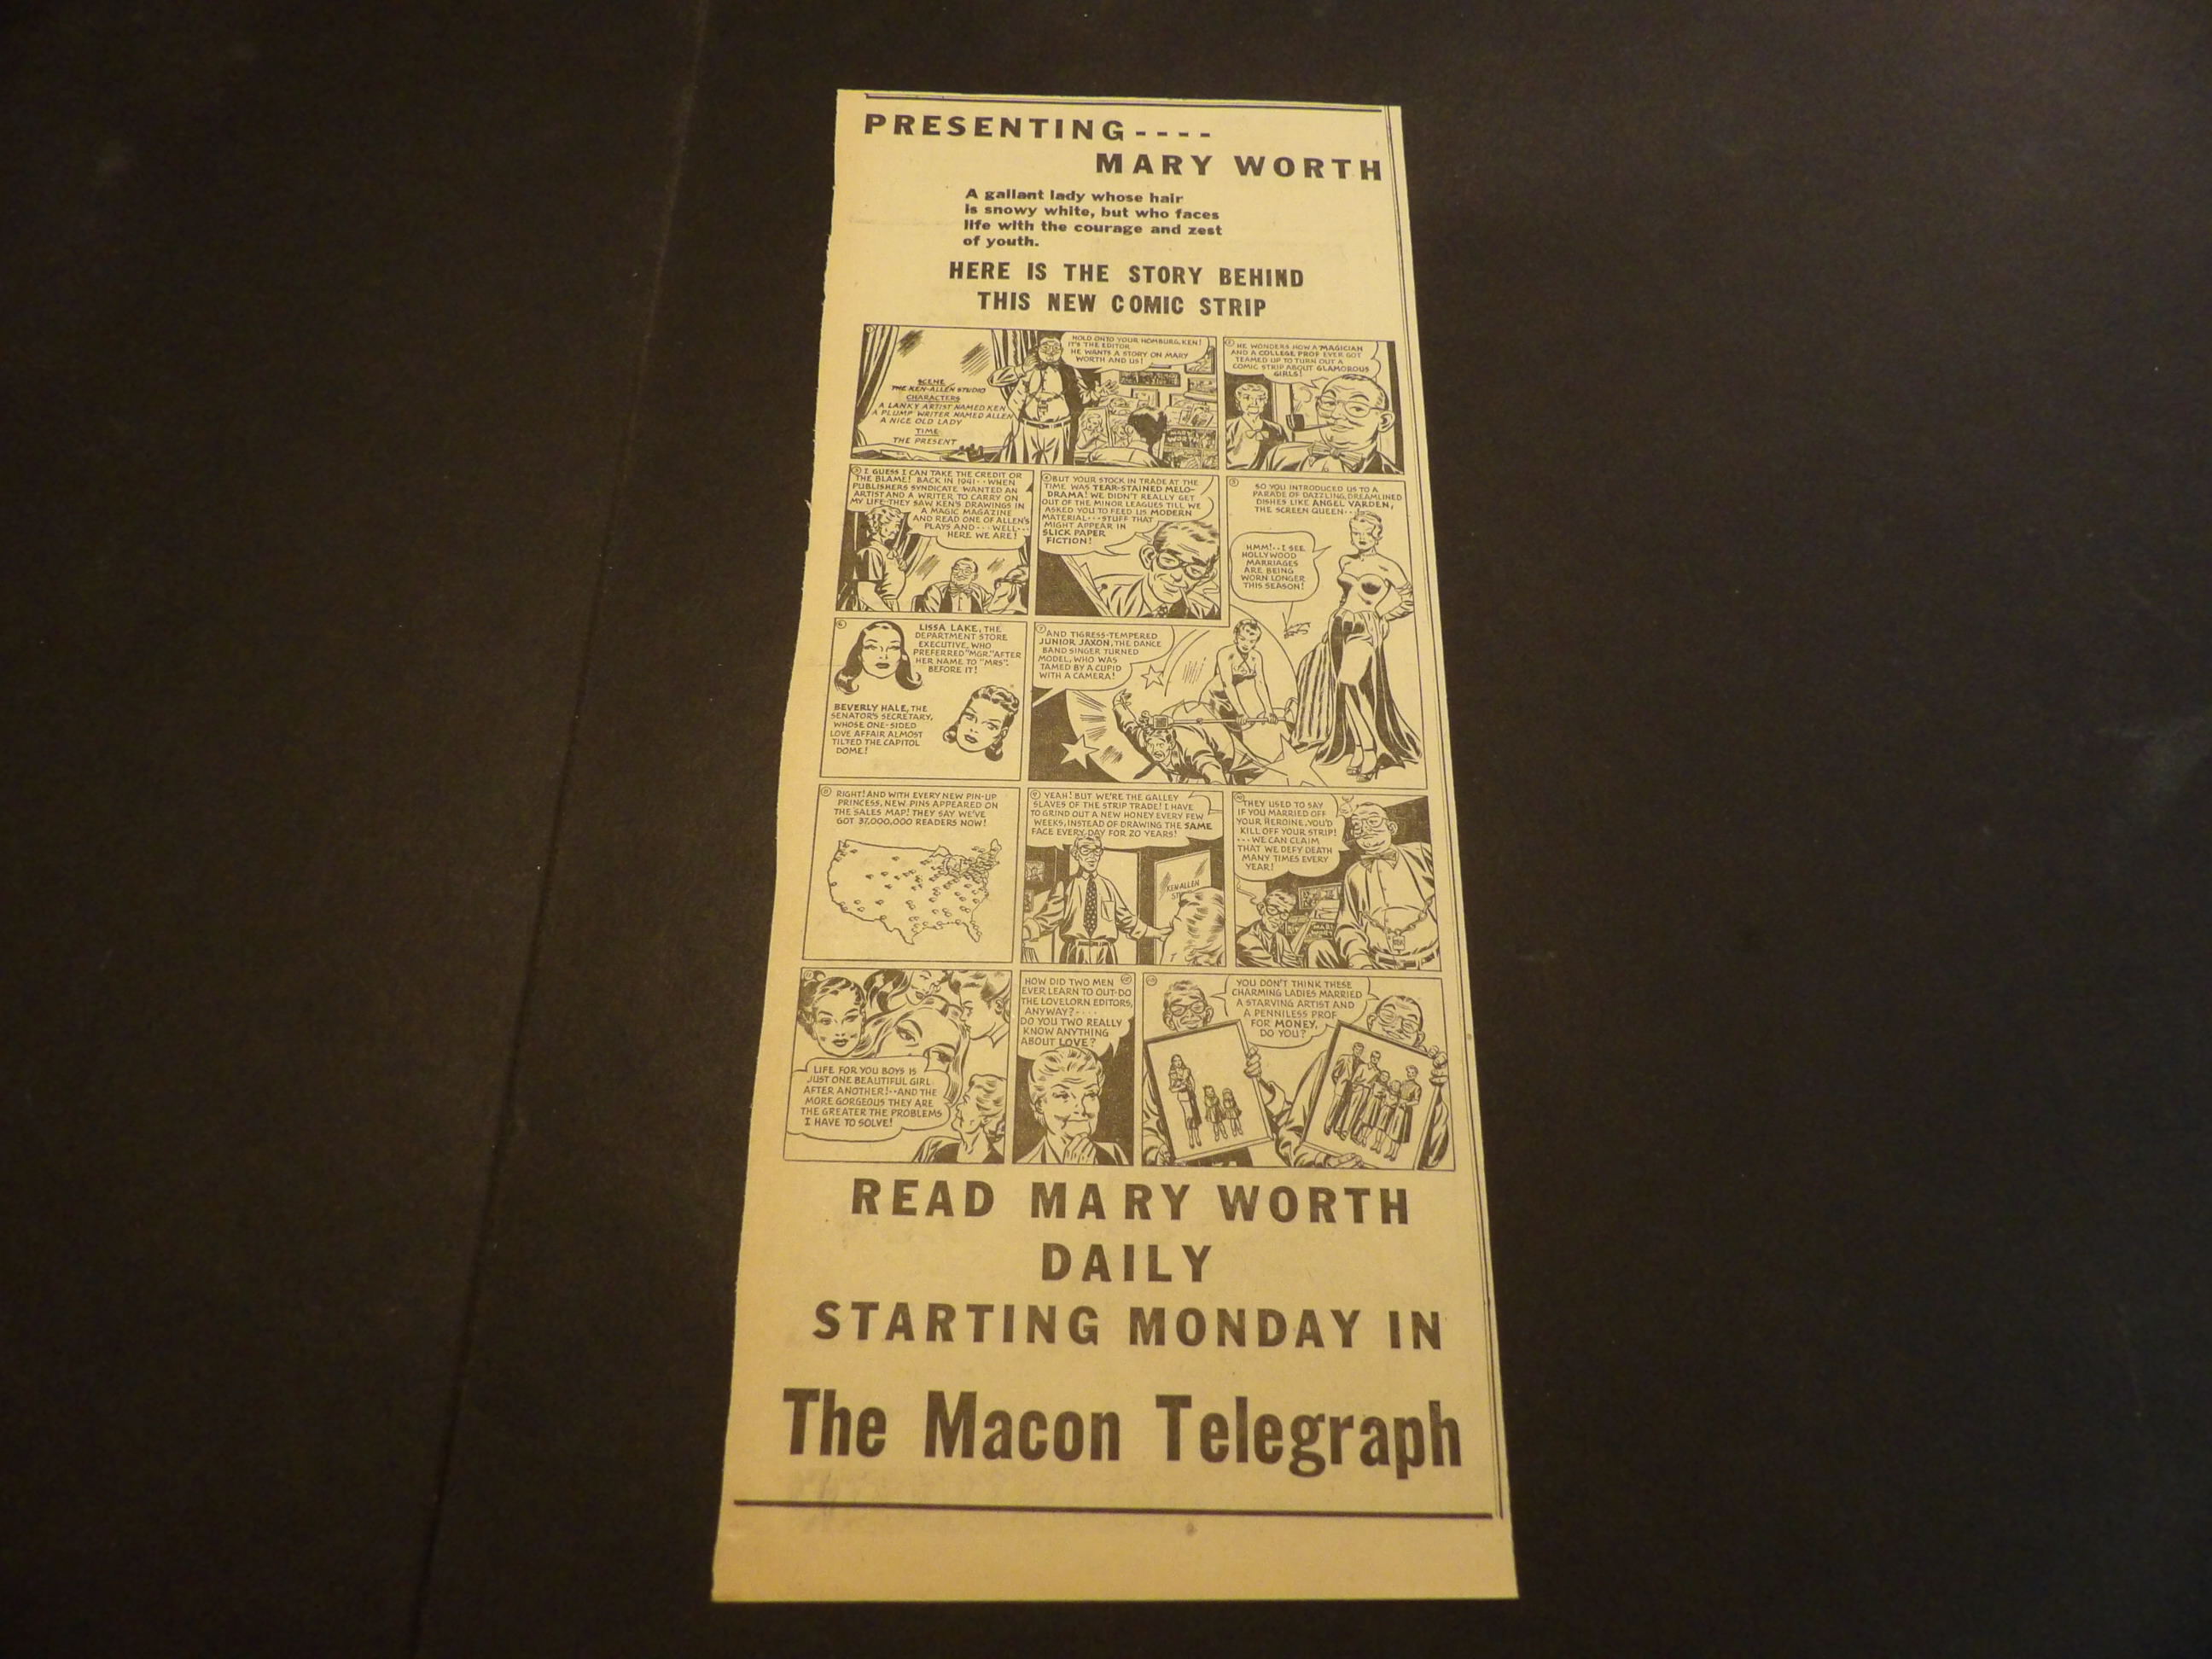 PRESENTING----
MARY WORTH
A gallant lady whose hair
is snowy white, but who faces
life with the courage and zest
of youth.
HERE IS THE STORY BEHIND
THIS NEW COMIC STRIP
1
SCENE
THE KEN-ALLEN STUDIO
CHARACTERS
A LANKY ARTIST NAMED KEN
A PLUMP WRITER NAMED ALLEN
A NICE OLD LADY
TIME
THE PRESENT
HOLD ONTO YOUR HOMBURG, KEN!
IT'S THE EDITOR
HE WANTS A STORY ON MARY
WORTH AND US!
2
HE WONDERS HOW A MAGICIAN
AND A COLLEGE PROF EVER GOT
TEAMED UP TO TURN OUT A
COMIC STRIP ABOUT GLAMOROUS
GIRLS!
3
I GUESS I CAN TAKE THE CREDIT OR
THE BLAME! BACK IN 1941--WHEN
PUBLISHERS SYNDICATE WANTED AN
ARTIST AND A WRITER TO CARRY ON
MY LIFE-THEY SAW KEN'S DRAWINGS IN
A MAGIC MAGAZINE
AND READ ONE OF ALLEN'S
PLAYS AND---WELL---
HERE WE ARE!
4
BUT YOUR STOCK IN TRADE AT THE
TIME WAS TEAR-STAINED MELO-
DRAMA! WE DIDN'T REALLY GET
OUT OF THE MINOR LEAGUES TILL WE
ASKED YOU TO FEED US MODERN
MATERIAL---STUFF THAT
MIGHT APPEAR IN
SLICK PAPER
FICTION!
5
SO YOU INTRODUCED US TO A
PARADE OF DAZZLING, DREAMLINED
DISHES LIKE ANGEL VARDEN,
THE SCREEN QUEEN--
HMM!--I SEE
HOLLYWOOD
MARRIAGES
ARE BEING
WORN LONGER
THIS SEASON!
6
LISSA LAKE, THE
DEPARTMENT STORE
EXECUTIVE, WHO
PREFERRED "MGR." AFTER
HER NAME TO "MRS".
BEFORE IT!
BEVERLY HALE, THE
SENATOR'S SECRETARY,
WHOSE ONE-SIDED
LOVE AFFAIR ALMOST
TILTED THE CAPITOL
DOME!
7
AND TIGRESS-TEMPERED
JUNIOR JAXON, THE DANCE
BAND SINGER TURNED
MODEL, WHO WAS
TAMED BY A CUPID
WITH A CAMERA!
8
RIGHT! AND WITH EVERY NEW PIN-UP
PRINCESS, NEW PINS APPEARED ON
THE SALES MAP! THEY SAY WE'VE
GOT 37,000,000 READERS NOW!
9
YEAH! BUT WE'RE THE GALLEY
SLAVES OF THE STRIP TRADE! I HAVE
TO GRIND OUT A NEW HONEY EVERY FEW
WEEKS, INSTEAD OF DRAWING THE SAME
FACE EVERY DAY FOR 20 YEARS!
KEN-ALLEN
10
THEY USED TO SAY
IF YOU MARRIED OFF
YOUR HEROINE, YOU'D
KILL OFF YOUR STRIP!
---WE CAN CLAIM
THAT WE DEFY DEATH
MANY TIMES EVERY
YEAR!
11
LIFE FOR YOU BOYS IS
JUST ONE BEAUTIFUL GIRL
AFTER ANOTHER!--AND THE
MORE GORGEOUS THEY ARE
THE GREATER THE PROBLEMS
I HAVE TO SOLVE!
12
HOW DID TWO MEN
EVER LEARN TO OUT-DO
THE LOVELORN EDITORS,
ANYWAY?----
DO YOU TWO REALLY
KNOW ANYTHING
ABOUT LOVE?
13
YOU DON'T THINK THESE
CHARMING LADIES MARRIED
A STARVING ARTIST AND
A PENNILESS PROF
FOR MONEY,
DO YOU?
READ MARY WORTH
DAILY
STARTING MONDAY IN
The Macon Telegraph